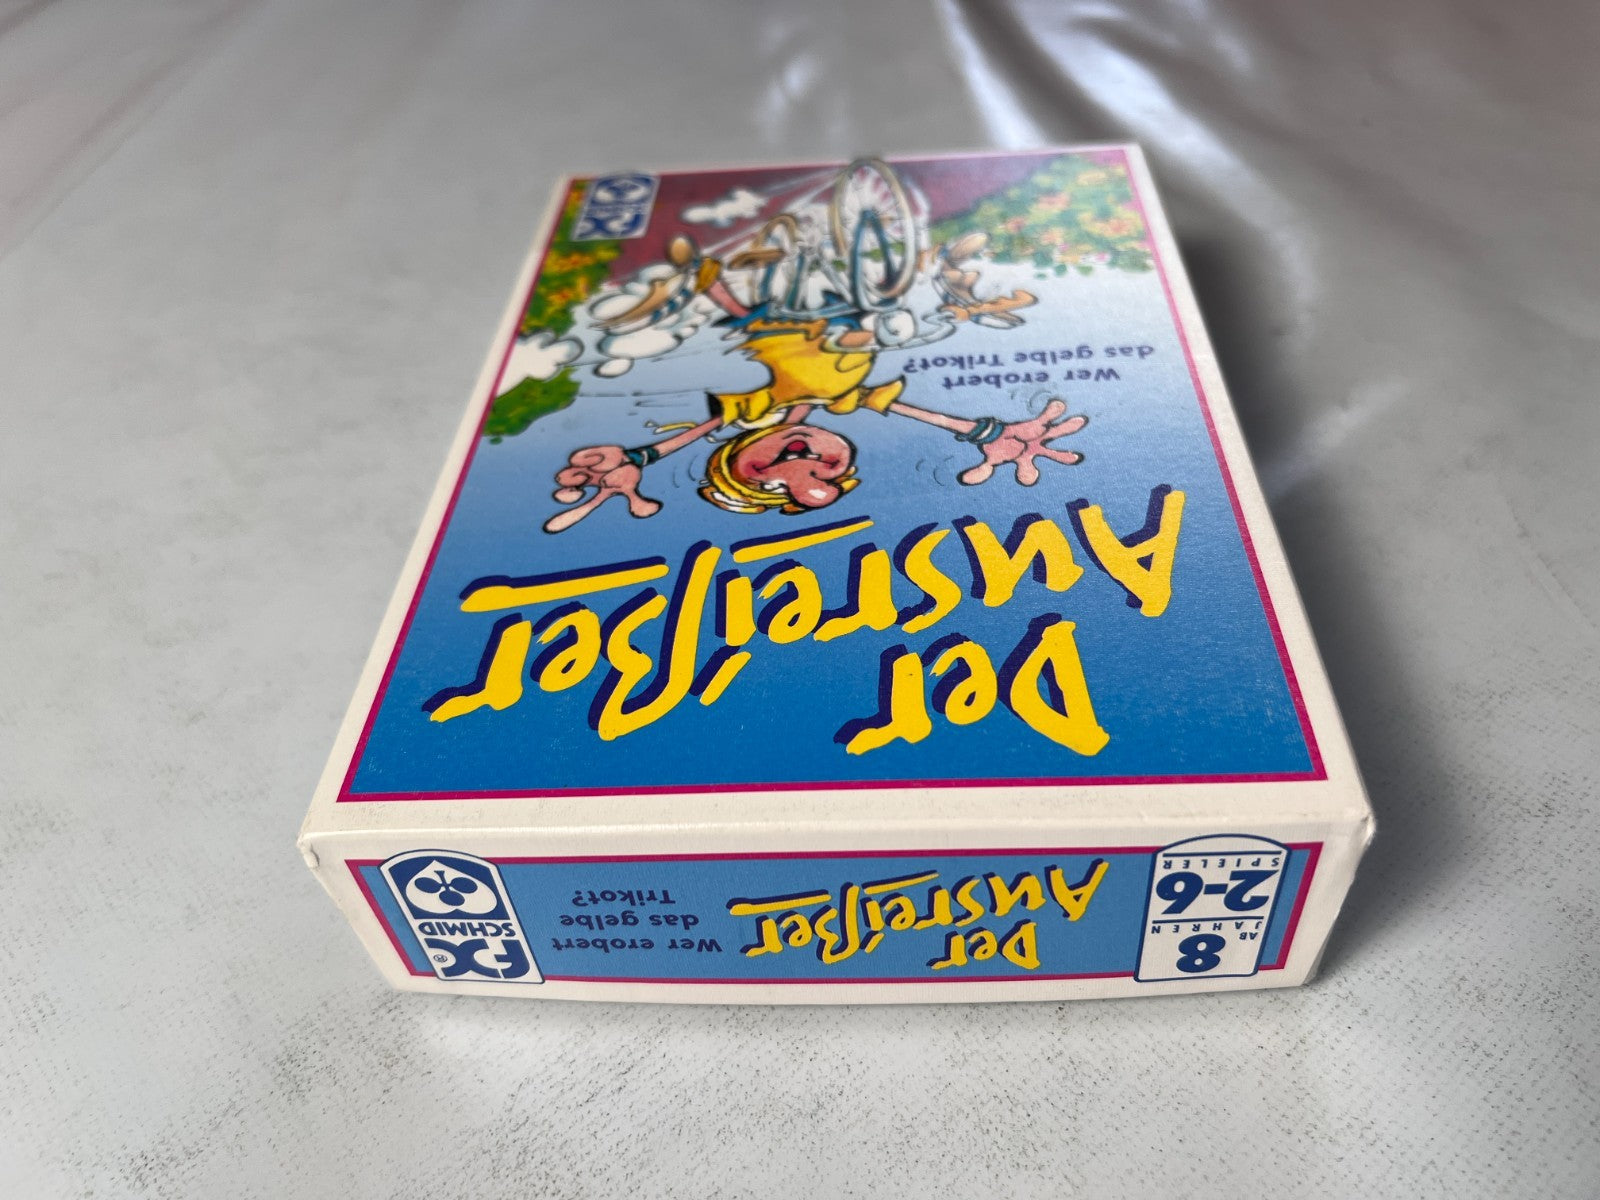 Der
Ausreißer
Wer erobert
das gelbe Trikot?
FX
FX®
SCHMID
Wer erobert
das gelbe
Trikot?
Der
Ausreißer
8
AB
JAHREN
2-6
SPIELER